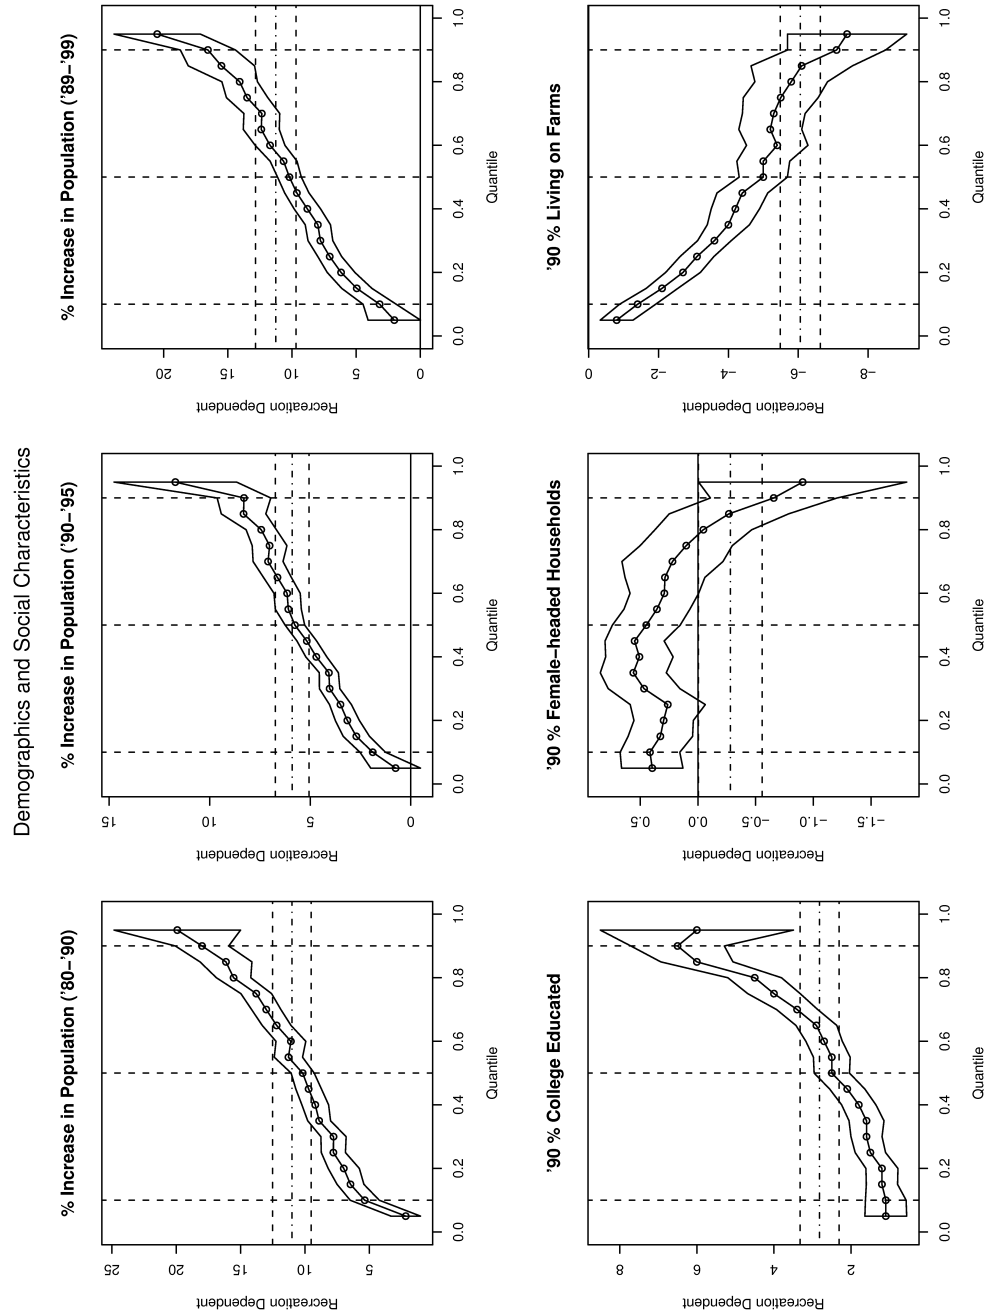 Demographics and Social Characteristics
% Increase in Population ('80−'90)
Recreation Dependent
5 10 15 20 25
0.0 0.2 0.4 0.6 0.8 1.0
Quantile
% Increase in Population ('90−'95)
Recreation Dependent
0 5 10 15
0.0 0.2 0.4 0.6 0.8 1.0
Quantile
% Increase in Population ('89−'99)
Recreation Dependent
0 5 10 15 20
0.0 0.2 0.4 0.6 0.8 1.0
Quantile
'90 % College Educated
Recreation Dependent
2 4 6 8
0.0 0.2 0.4 0.6 0.8 1.0
Quantile
'90 % Female−headed Households
Recreation Dependent
−1.5 −1.0 −0.5 0.0 0.5
0.0 0.2 0.4 0.6 0.8 1.0
Quantile
'90 % Living on Farms
Recreation Dependent
−8 −6 −4 −2 0
0.0 0.2 0.4 0.6 0.8 1.0
Quantile